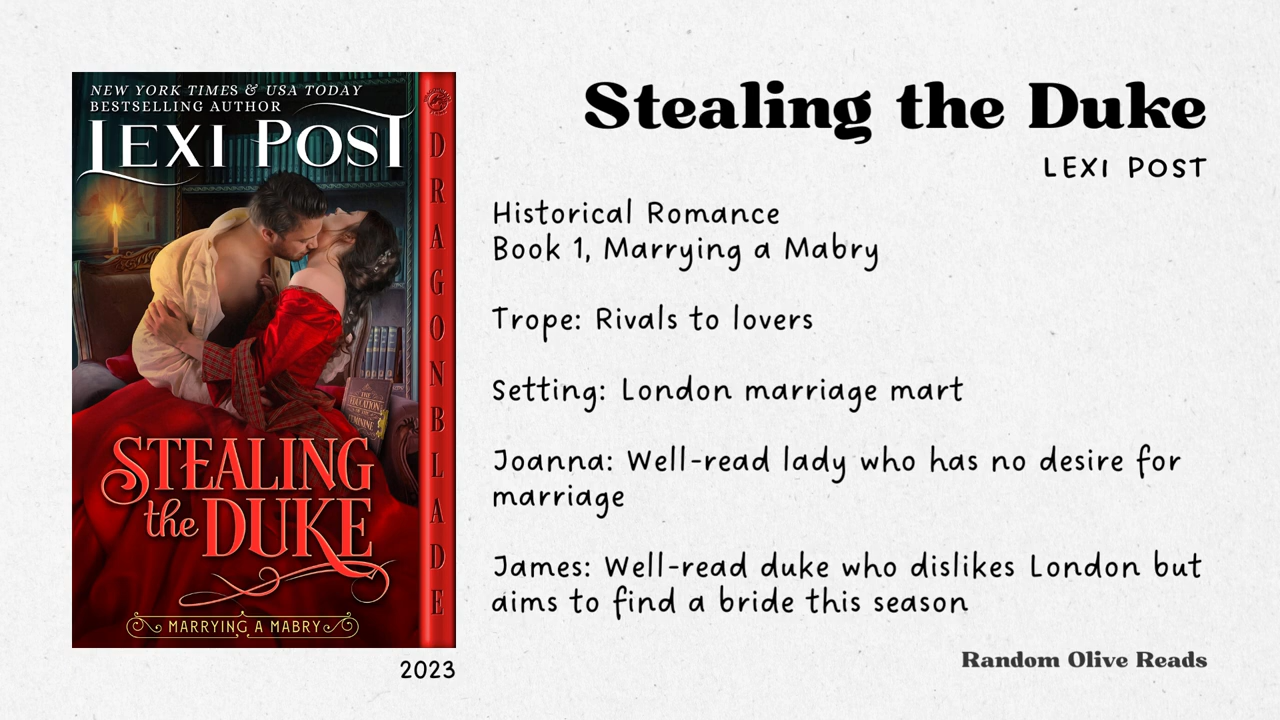 NEW YORK TIMES & USA TODAY
BESTSELLING AUTHOR
LEXI POST
STEALING
the DUKE
MARRYING A MABRY
DRAGONBLADE
2023
Stealing the Duke
LEXI POST
Historical Romance
Book 1, Marrying a Mabry
Trope: Rivals to lovers
Setting: London marriage mart
Joanna: Well-read lady who has no desire for
marriage
James: Well-read duke who dislikes London but
aims to find a bride this season
Random Olive Reads